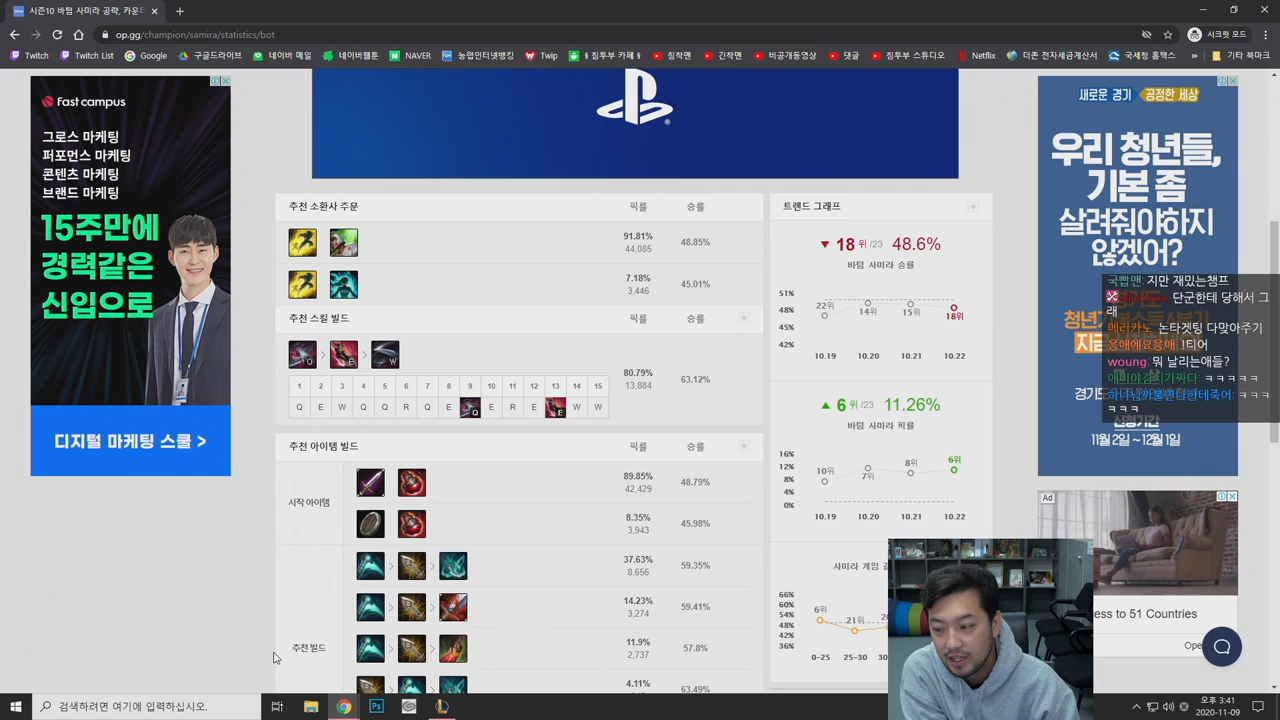 시즌10 바텀 사미라 공략, 카운터
op.gg/champion/samira/statistics/bot
시크릿 모드
Twitch
Twitch List
Google
구글드라이브
네이버 메일
네이버웹툰
NAVER
농협인터넷뱅킹
Twip
§ 침투부 카페 §
침착맨
긴착맨
비공개동영상
댓글
침투부 스튜디오
Netflix
더존 전자세금계산서
국세청 홈택스
»
기타 북마크
Fast campus
그로스 마케팅
퍼포먼스 마케팅
콘텐츠 마케팅
브랜드 마케팅
15주만에
경력같은
신입으로
디지털 마케팅 스쿨 >
추천 소환사 주문 픽률 승률
91.81%
44,085
48.85%
7.18%
3,446
45.01%
추천 스킬 빌드 픽률 승률
Q > E > W
1 2 3 4 5 6 7 8 9 10 11 12 13 14 15
Q E W Q Q R Q E Q E R E E W W
80.79%
13,884
63.12%
추천 아이템 빌드 픽률 승률
시작 아이템
89.85%
42,429
48.79%
8.35%
3,943
45.98%
37.63%
8,656
59.35%
14.23%
3,274
59.41%
추천 빌드
11.9%
2,737
57.8%
4.11%
63.49%
트렌드 그래프
18 위 /23 48.6%
바텀 사미라 승률
51%
48%
45%
42%
22위
14위
15위
18위
10.19 10.20 10.21 10.22
6 위 /23 11.26%
바텀 사미라 픽률
16%
12%
8%
4%
0%
10위
7위
8위
6위
10.19 10.20 10.21 10.22
사미라 게임 길
66%
60%
54%
48%
42%
36%
6위
21위
0-25 25-30
새로운 경기 공정한 세상
우리 청년들,
기본 좀
살려줘야하지
않겠어?
신청기간
11월 2일 ~ 12월 1일
국빱맨: 지만 재밌는챔프
단군한테 당해서 그
래
메리카노: 논타겟팅 다맞아주기
응애에요응애: !티어
woung: 뭐 날리는애들?
ㅋㅋㅋㅋㅋ
ㅋㅋㅋ
ㅋㅋㅋㅋ
Ad
ess to 51 Countries
Ope
검색하려면 여기에 입력하십시오.
오후 3:41
2020-11-09